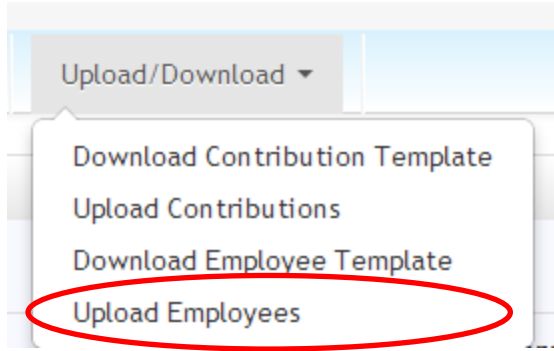 Upload/Download
Download Contribution Template
Upload Contributions
Download Employee Template
Upload Employees